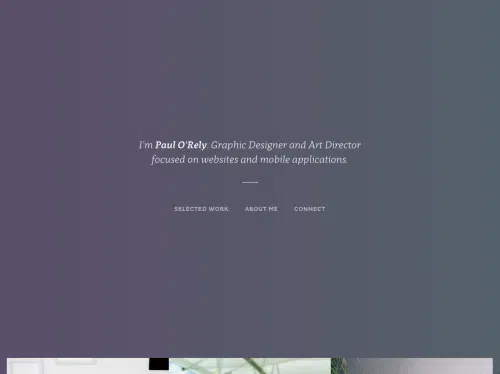 I'm Paul O'Rely. Graphic Designer and Art Director
focused on websites and mobile applications.
SELECTED WORK
ABOUT ME
CONNECT